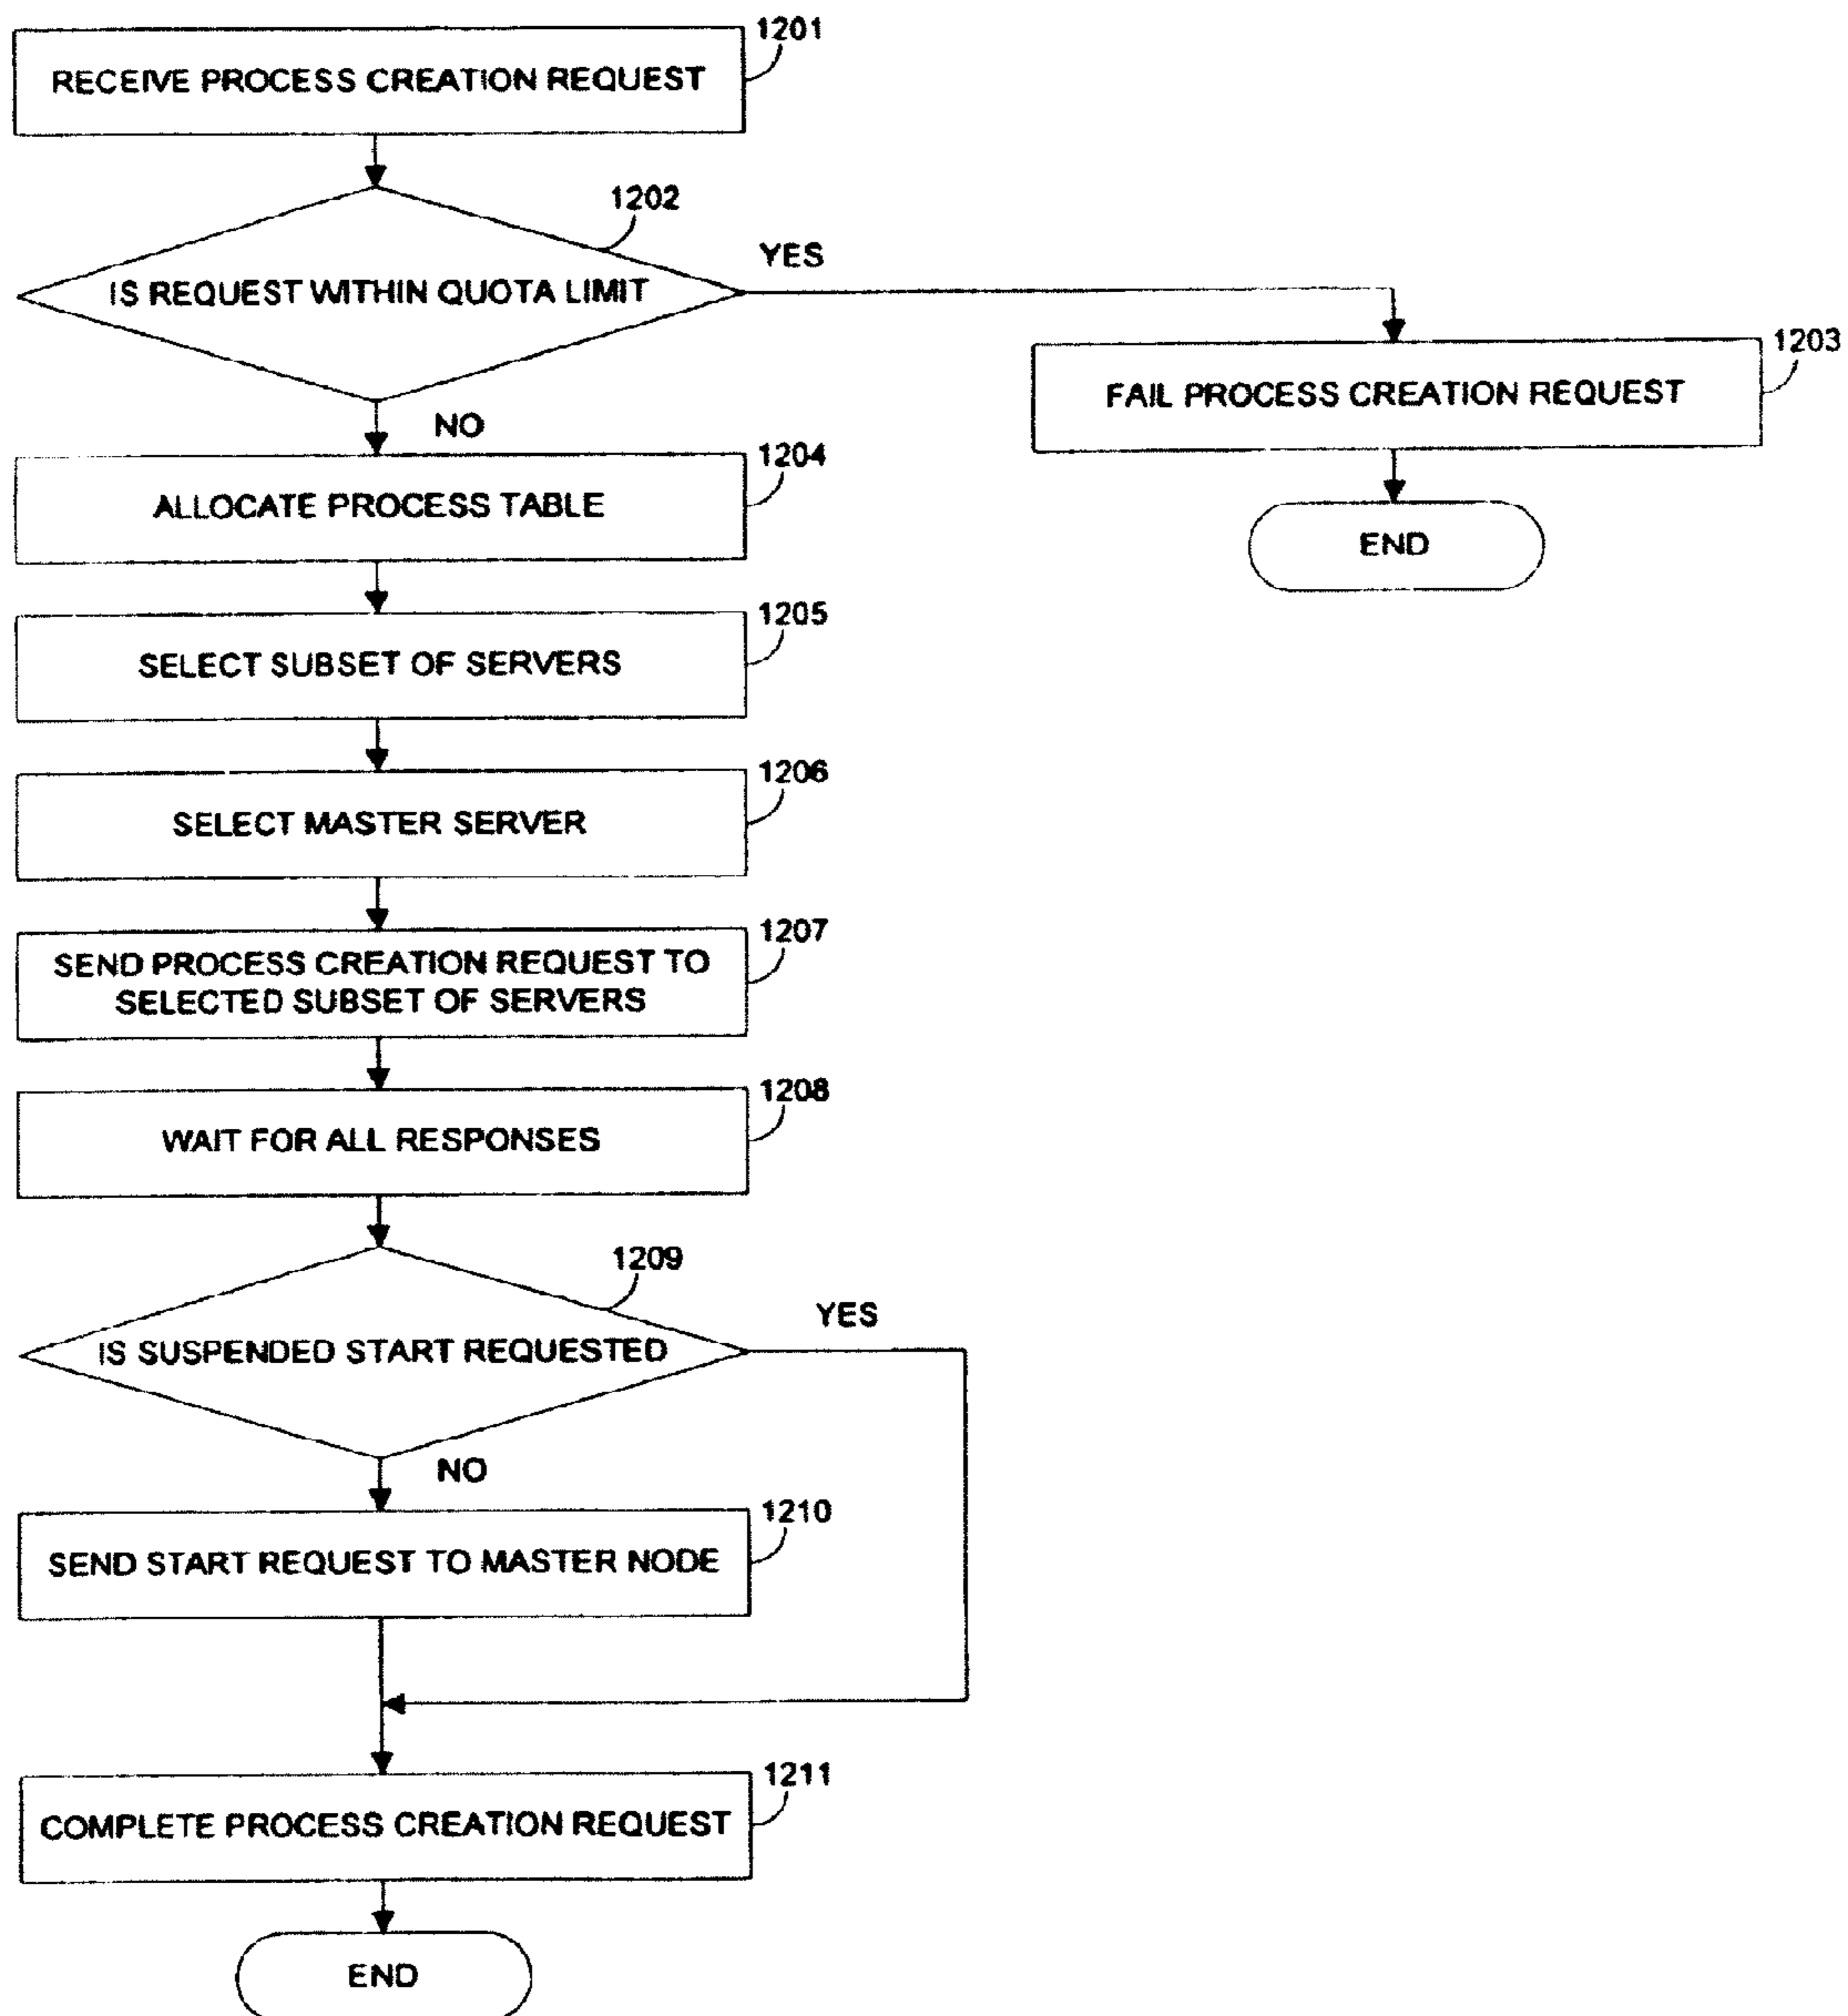 1201
RECEIVE PROCESS CREATION REQUEST
1202
IS REQUEST WITHIN QUOTA LIMIT
YES
1203
FAIL PROCESS CREATION REQUEST
END
NO
1204
ALLOCATE PROCESS TABLE
1205
SELECT SUBSET OF SERVERS
1206
SELECT MASTER SERVER
1207
SEND PROCESS CREATION REQUEST TO
SELECTED SUBSET OF SERVERS
1208
WAIT FOR ALL RESPONSES
1209
IS SUSPENDED START REQUESTED
YES
NO
1210
SEND START REQUEST TO MASTER NODE
1211
COMPLETE PROCESS CREATION REQUEST
END